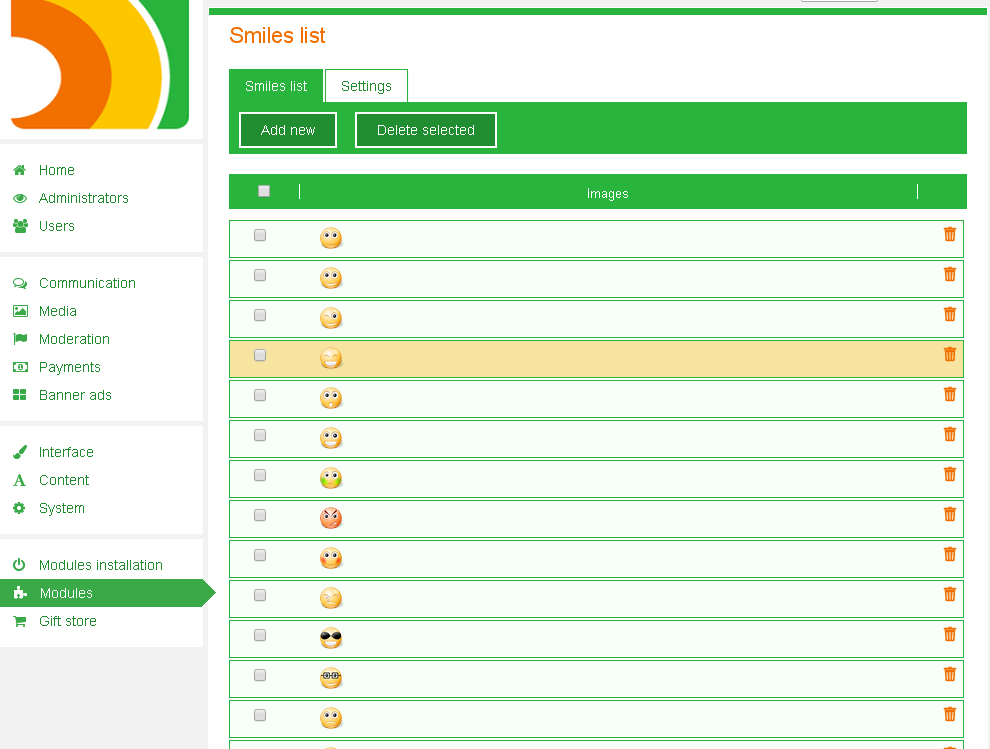 Smiles list
Smiles list
Settings
Add new
Delete selected
Images
Home
Administrators
Users
Communication
Media
Moderation
Payments
Banner ads
Interface
Content
System
Modules installation
Modules
Gift store